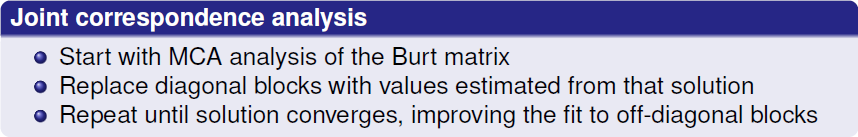 Joint correspondence analysis
Start with MCA analysis of the Burt matrix
Replace diagonal blocks with values estimated from that solution
Repeat until solution converges, improving the fit to off-diagonal blocks